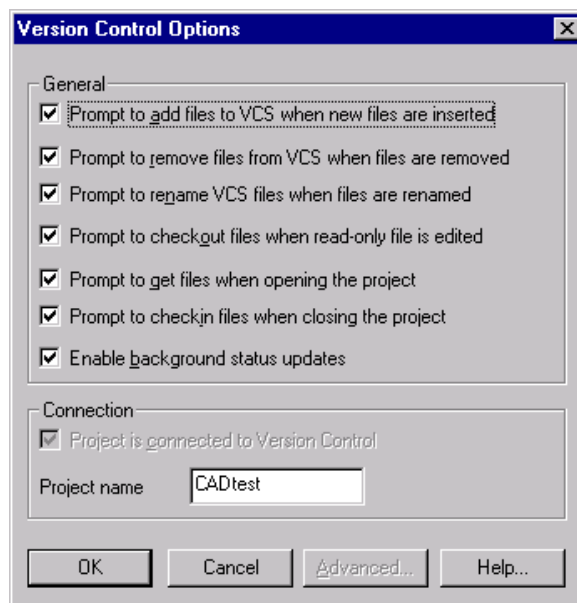 Version Control Options
General
Prompt to add files to VCS when new files are inserted
Prompt to remove files from VCS when files are removed
Prompt to rename VCS files when files are renamed
Prompt to checkout files when read-only file is edited
Prompt to get files when opening the project
Prompt to checkin files when closing the project
Enable background status updates
Connection
Project is connected to Version Control
Project name CADtest
OK Cancel Advanced... Help...